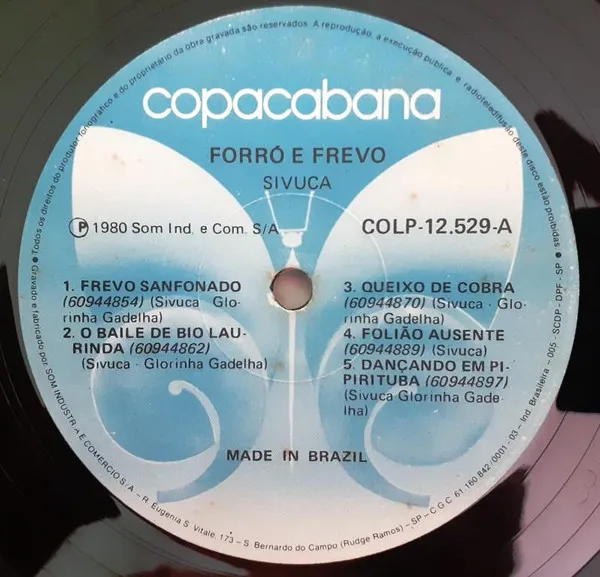 copacabana
FORRÓ E FREVO
SIVUCA
Ⓟ 1980 Som Ind. e Com. S/A
COLP-12.529-A
1. FREVO SANFONADO
(60944854) (Sivuca - Glo-
rinha Gadelha)
2. O BAILE DE BIO LAU-
RINDA (60944862)
(Sivuca - Glorinha Gadelha)
3. QUEIXO DE COBRA
(60944870) (Sivuca - Glo-
rinha Gadelha)
4. FOLIÃO AUSENTE
(60944889) (Sivuca)
5. DANÇANDO EM PI-
PIRITUBA (60944897)
(Sivuca Glorinha Gade-
lha)
MADE IN BRAZIL
● Todos os direitos do produtor fonográfico e do proprietário da obra gravada são reservados. A reprodução, a execução pública e radioteledifusão deste disco estão proibidas
● Gravado e fabricado por SOM INDUSTRIA E COMERCIO S/A - R. Eugenia S. Vitale, 173 - S. Bernardo do Campo (Rudge Ramos) - SP - C G C 61.160.842/0001-03 - Ind. Brasileira - 005 - SCDP - DPF - SP ●